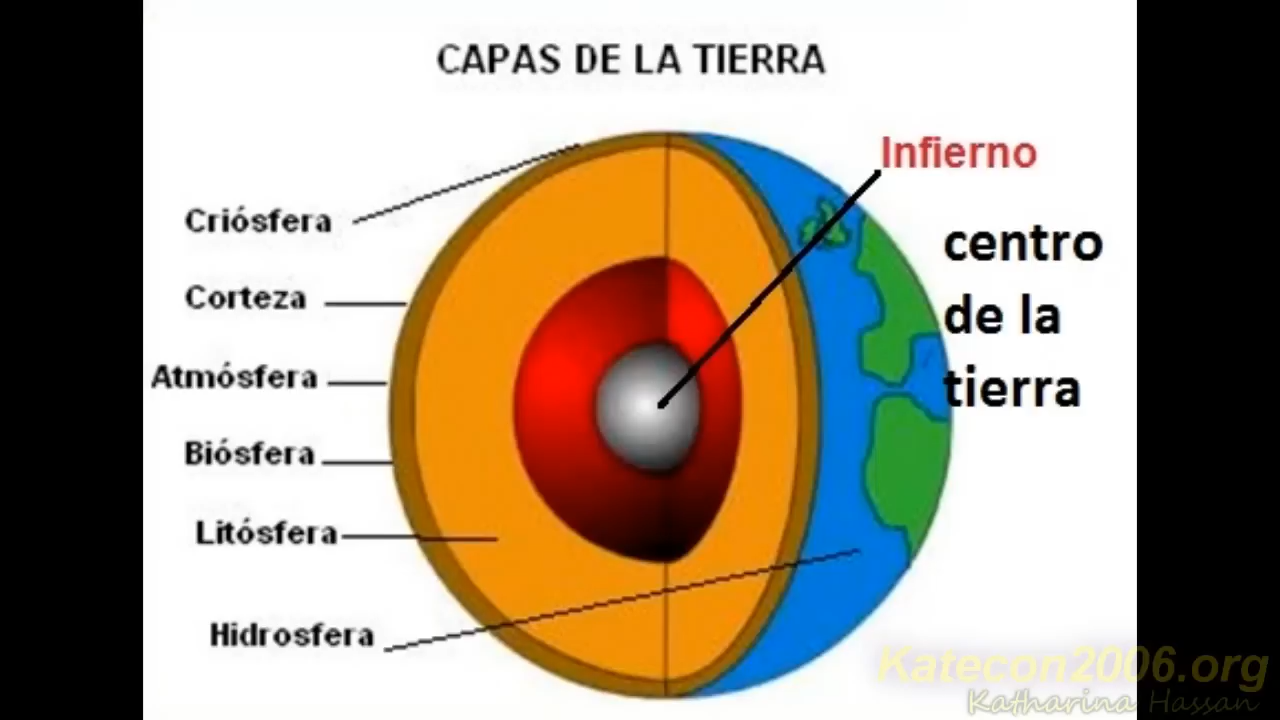 CAPAS DE LA TIERRA
Infierno
Criósfera
centro
Corteza
de la
Atmósfera
tierra
Biósfera
Litósfera
Hidrosfera
Katecon2006.org
Katharina Hassan